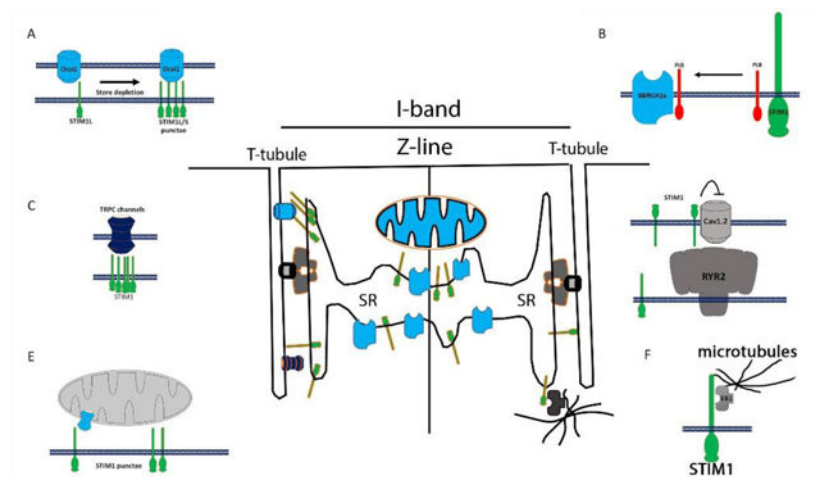 A
Orai1
Orai1
Store depletion
STIM1L
STIM1L/S
punctae
B
PLB
PLB
SERCA2a
STIM1
I-band
Z-line
T-tubule
T-tubule
SR
SR
C
TRPC channels
STIM1
STIM1
Cav1.2
RYR2
E
STIM1 punctae
F
microtubules
EB1
STIM1